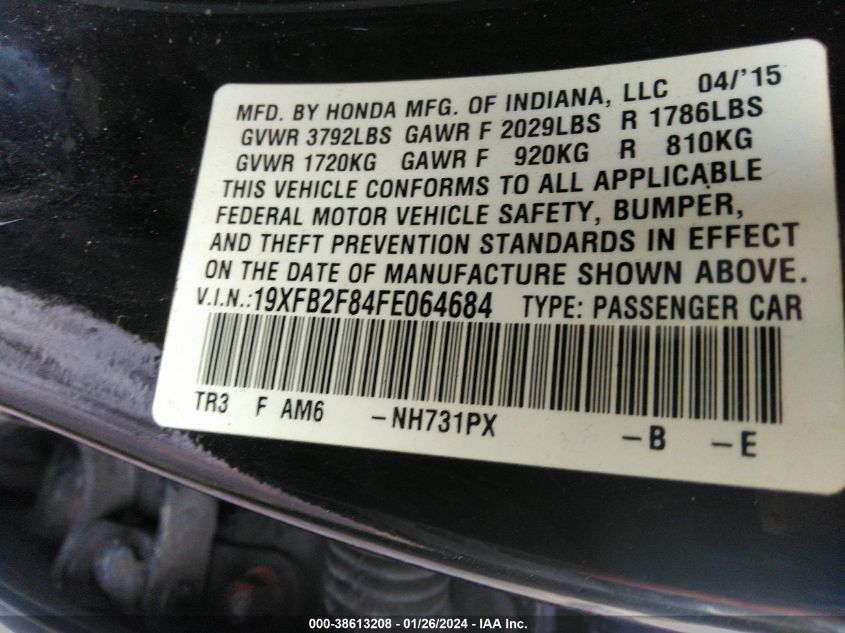 MFD. BY HONDA MFG. OF INDIANA, LLC 04/'15
GVWR 3792LBS GAWR F 2029LBS R 1786LBS
GVWR 1720KG GAWR F 920KG R 810KG
THIS VEHICLE CONFORMS TO ALL APPLICABLE
FEDERAL MOTOR VEHICLE SAFETY, BUMPER,
AND THEFT PREVENTION STANDARDS IN EFFECT
ON THE DATE OF MANUFACTURE SHOWN ABOVE.
V.I.N.:19XFB2F84FE064684 TYPE: PASSENGER CAR
TR3 F AM6 -NH731PX -B -E
000-38613208 - 01/26/2024 - IAA Inc.